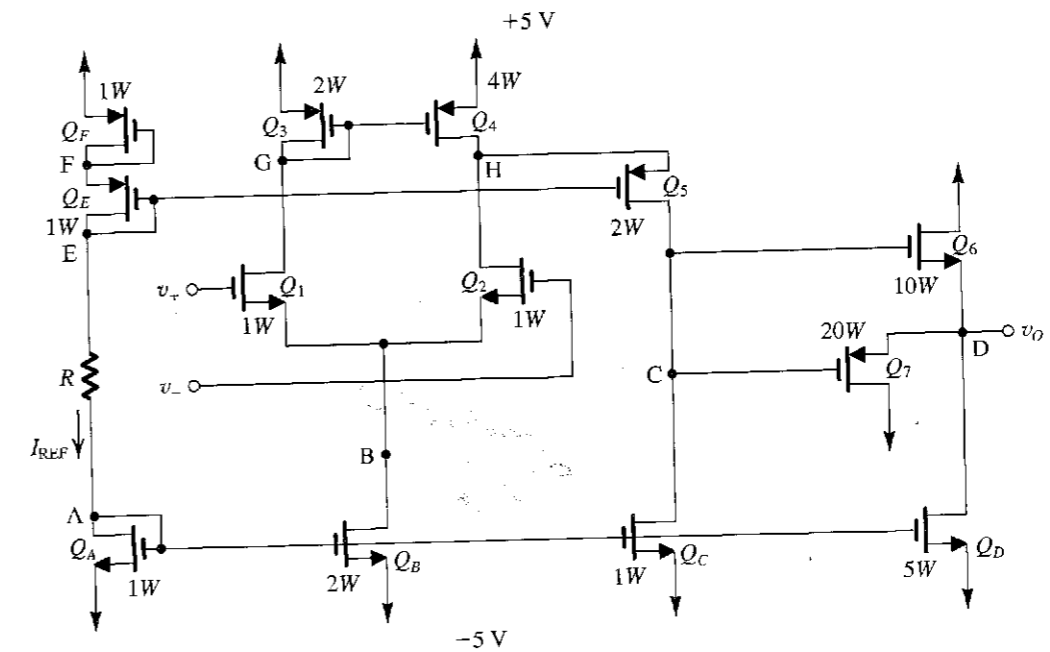 +5 V
1W
2W
4W
Q_F
F
Q_3
G
Q_4
H
Q_E
1W
E
Q_5
2W
Q_6
10W
v_+
Q_1
1W
Q_2
1W
20W
v_O
D
Q_7
R
v_-
C
I_REF
B
A
Q_A
1W
Q_B
2W
Q_C
1W
Q_D
5W
-5 V